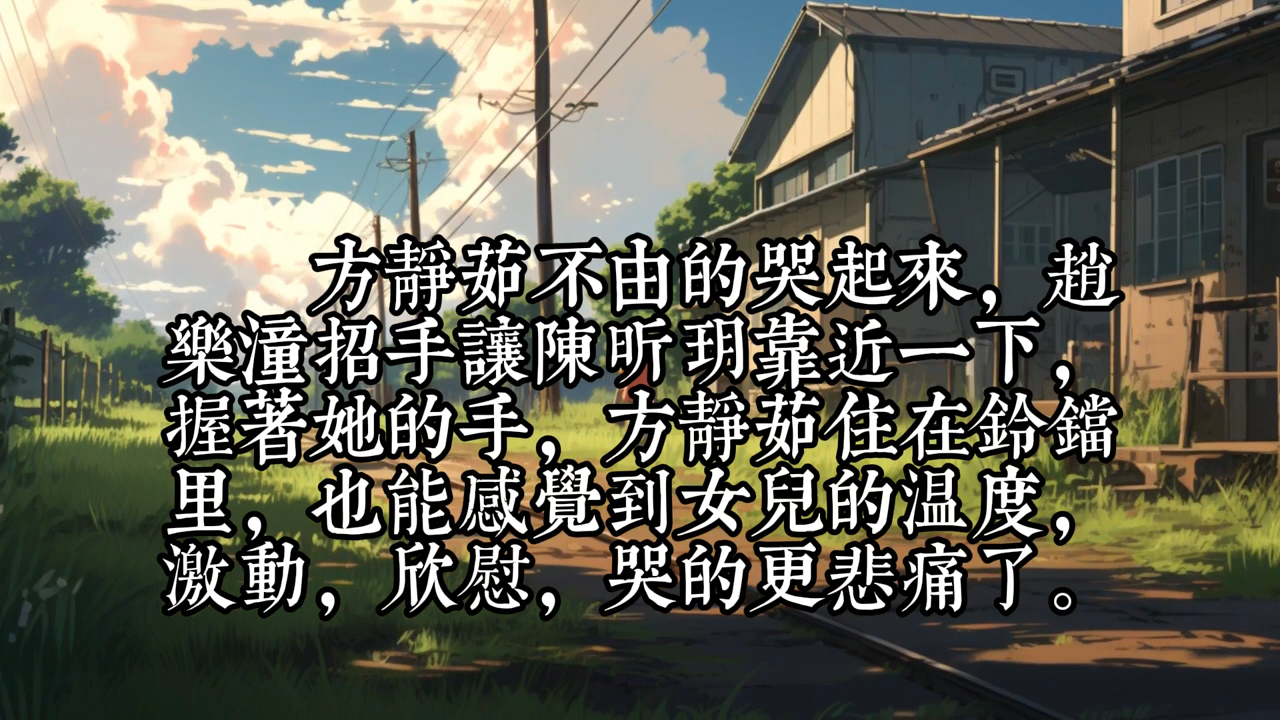 方靜茹不由的哭起來，趙
樂潼招手讓陳昕玥靠近一下，
握著她的手，方靜茹住在鈴鐺
里，也能感覺到女兒的温度，
激動，欣慰，哭的更悲痛了。